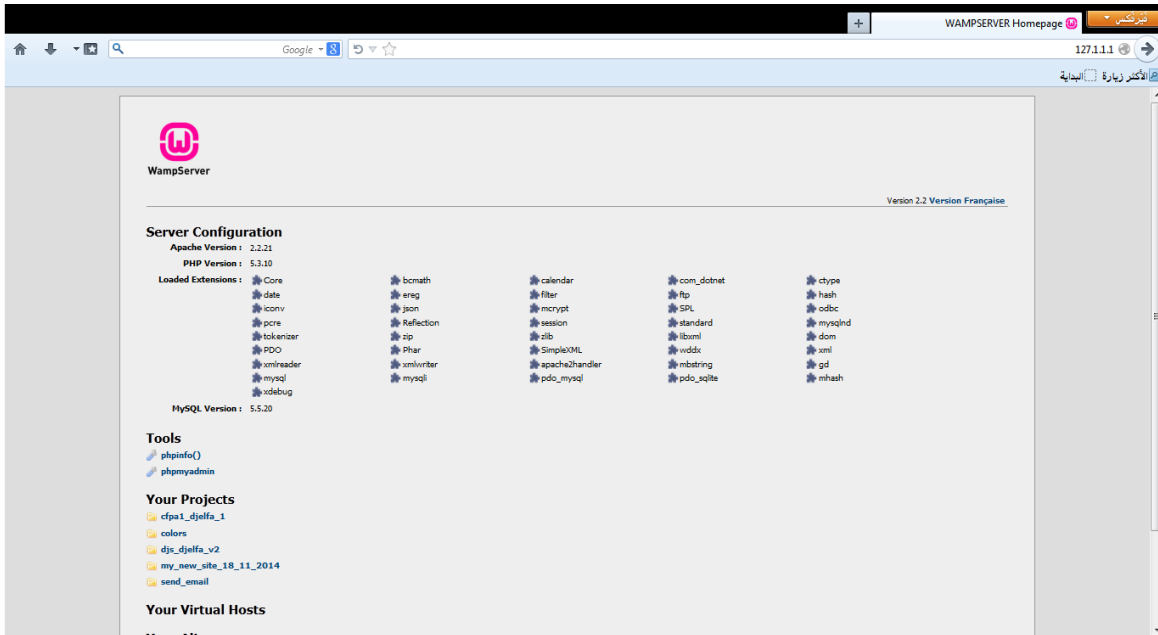 فيرفكس
WAMPSERVER Homepage
127.1.1.1
Google
الأكثر زيارة البداية
WampServer
Version 2.2 Version Française
Server Configuration
Apache Version : 2.2.21
PHP Version : 5.3.10
Loaded Extensions : Core bcmath calendar com_dotnet ctype
date ereg filter ftp hash
iconv json mcrypt SPL odbc
pcre Reflection session standard mysqlnd
tokenizer zip zlib libxml dom
PDO Phar SimpleXML wddx xml
xmlreader xmlwriter apache2handler mbstring gd
mysql mysqli pdo_mysql pdo_sqlite mhash
xdebug
MySQL Version : 5.5.20
Tools
phpinfo()
phpmyadmin
Your Projects
cfpa1_djelfa_1
colors
djs_djelfa_v2
my_new_site_18_11_2014
send_email
Your Virtual Hosts